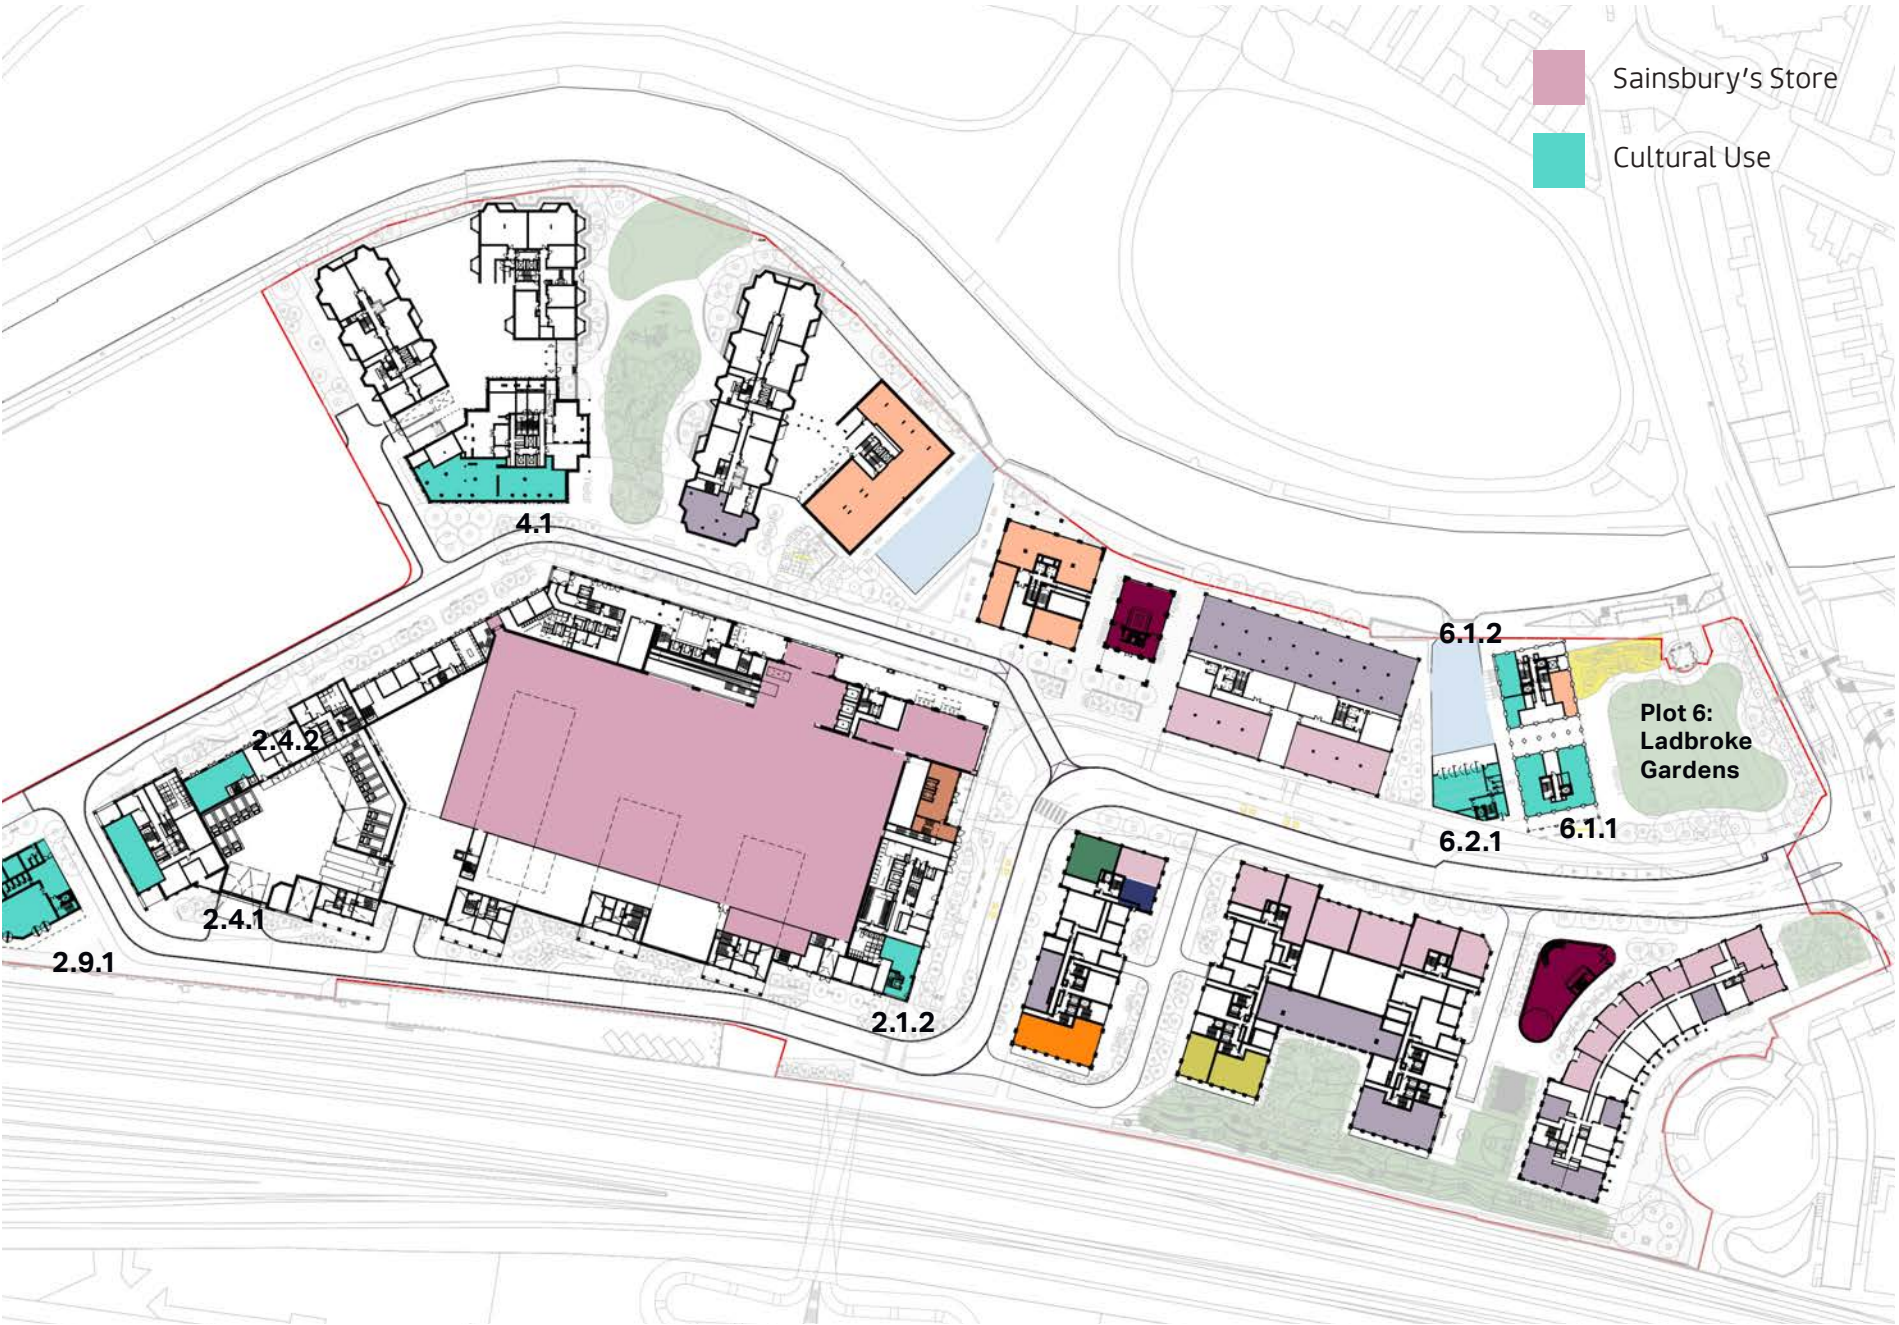 Sainsbury's Store
Cultural Use
4.1
6.1.2
Plot 6:
Ladbroke
Gardens
2.4.2
6.2.1
6.1.1
2.4.1
2.9.1
2.1.2